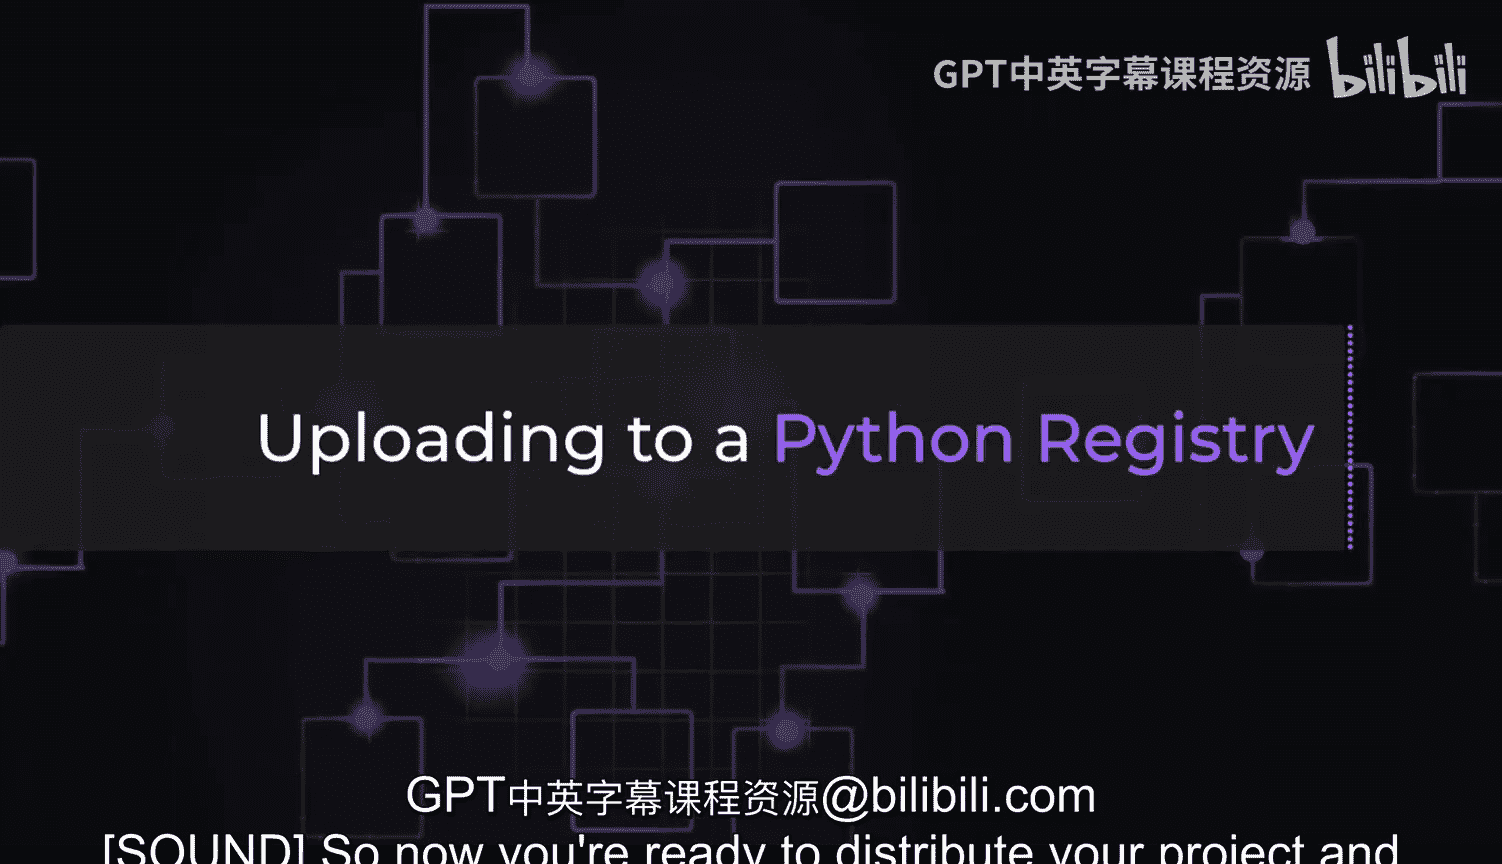 GPT中英字幕课程资源 bilibili
Uploading to a Python Registry
GPT中英字幕课程资源@bilibili.com
[SOUND] So now you're ready to distribute your project and